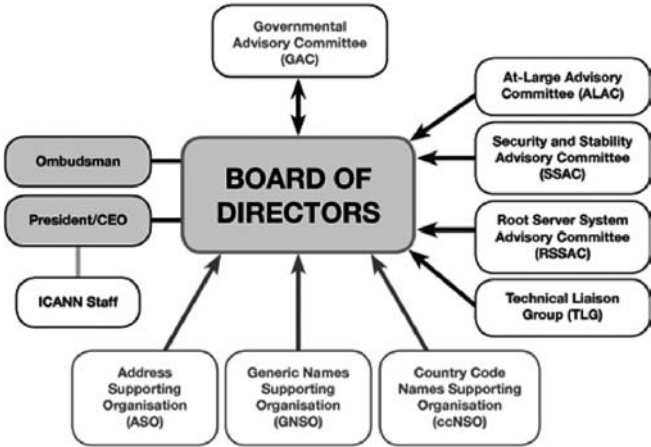 Governmental
Advisory Committee
(GAC)
At-Large Advisory
Committee (ALAC)
Ombudsman
BOARD OF
DIRECTORS
Security and Stability
Advisory Committee
(SSAC)
President/CEO
Root Server System
Advisory Committee
(RSSAC)
ICANN Staff
Technical Liaison
Group (TLG)
Address
Supporting
Organisation
(ASO)
Generic Names
Supporting
Organisation
(GNSO)
Country Code
Names Supporting
Organisation
(ccNSO)